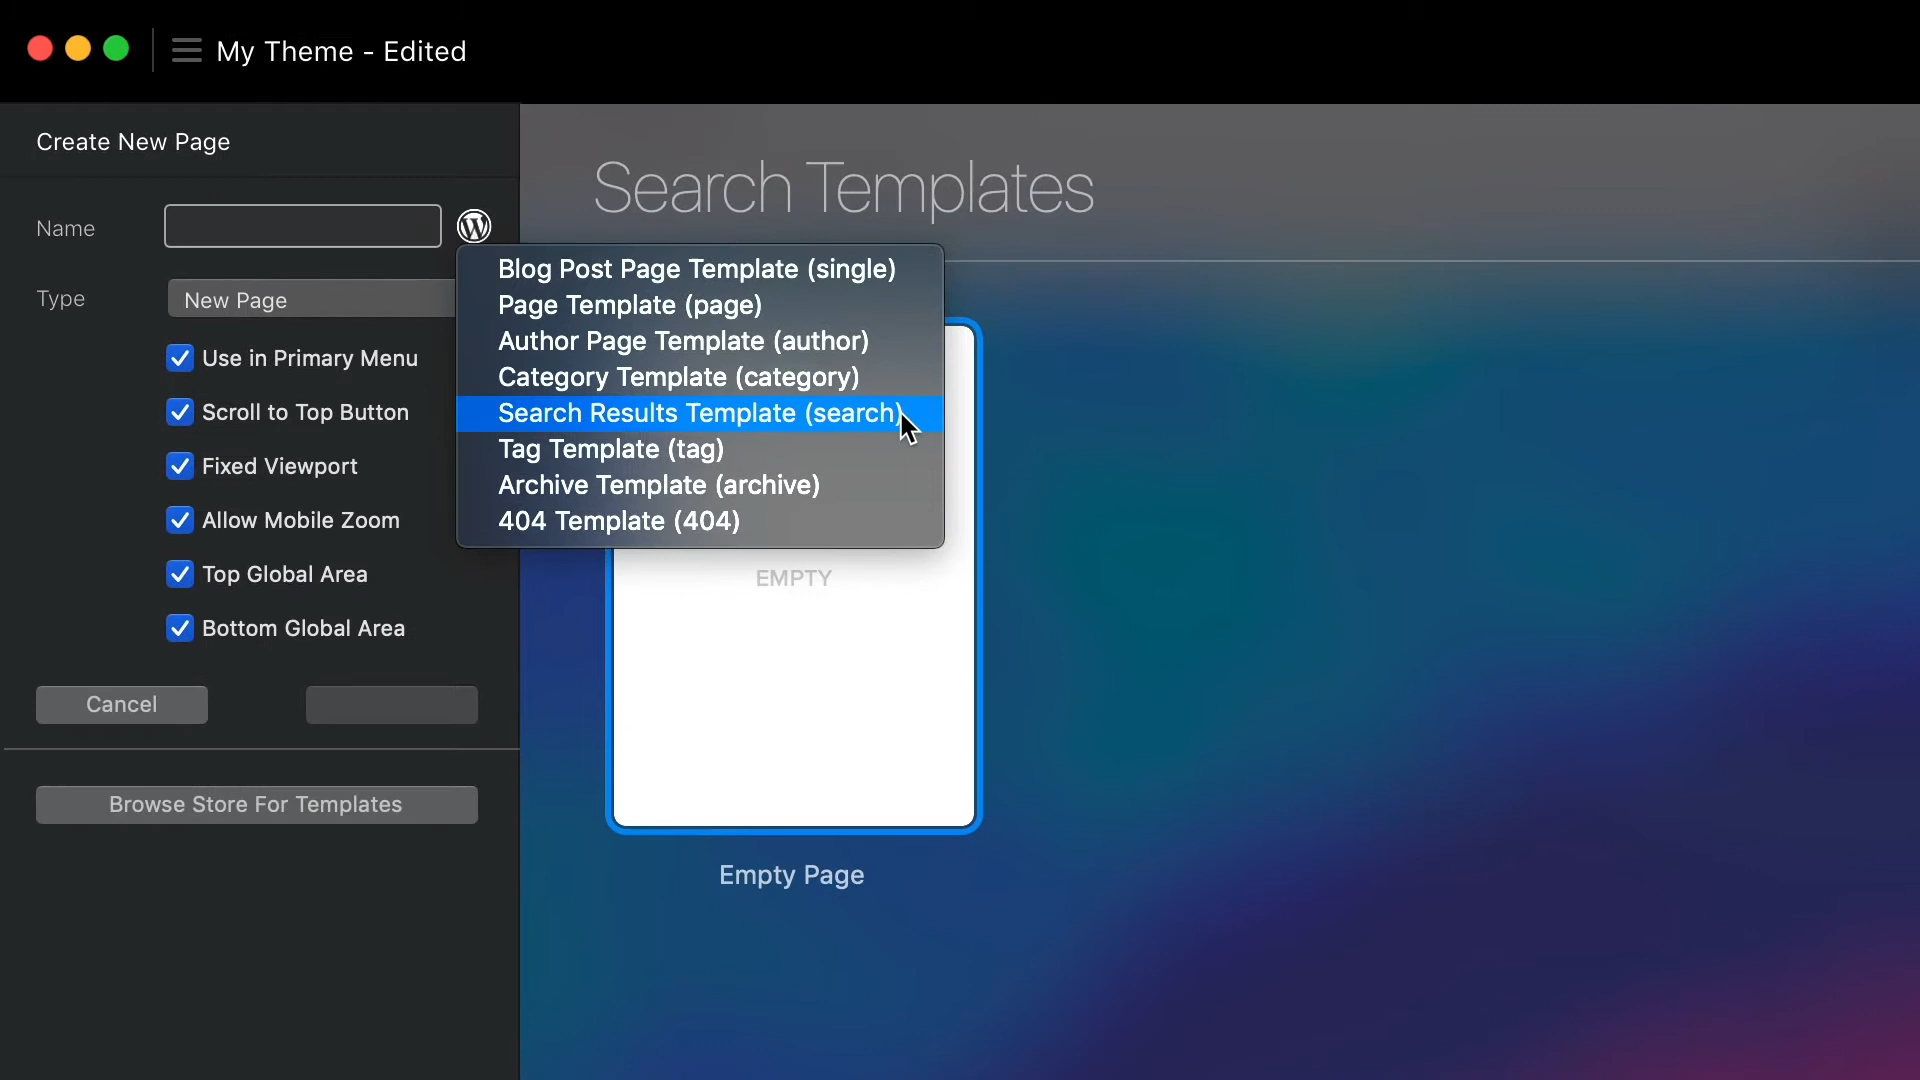 My Theme - Edited
Create New Page
Search Templates
Name
Type
New Page
Blog Post Page Template (single)
Page Template (page)
Author Page Template (author)
Category Template (category)
Search Results Template (search)
Tag Template (tag)
Archive Template (archive)
404 Template (404)
Use in Primary Menu
Scroll to Top Button
Fixed Viewport
Allow Mobile Zoom
Top Global Area
Bottom Global Area
EMPTY
Cancel
Browse Store For Templates
Empty Page